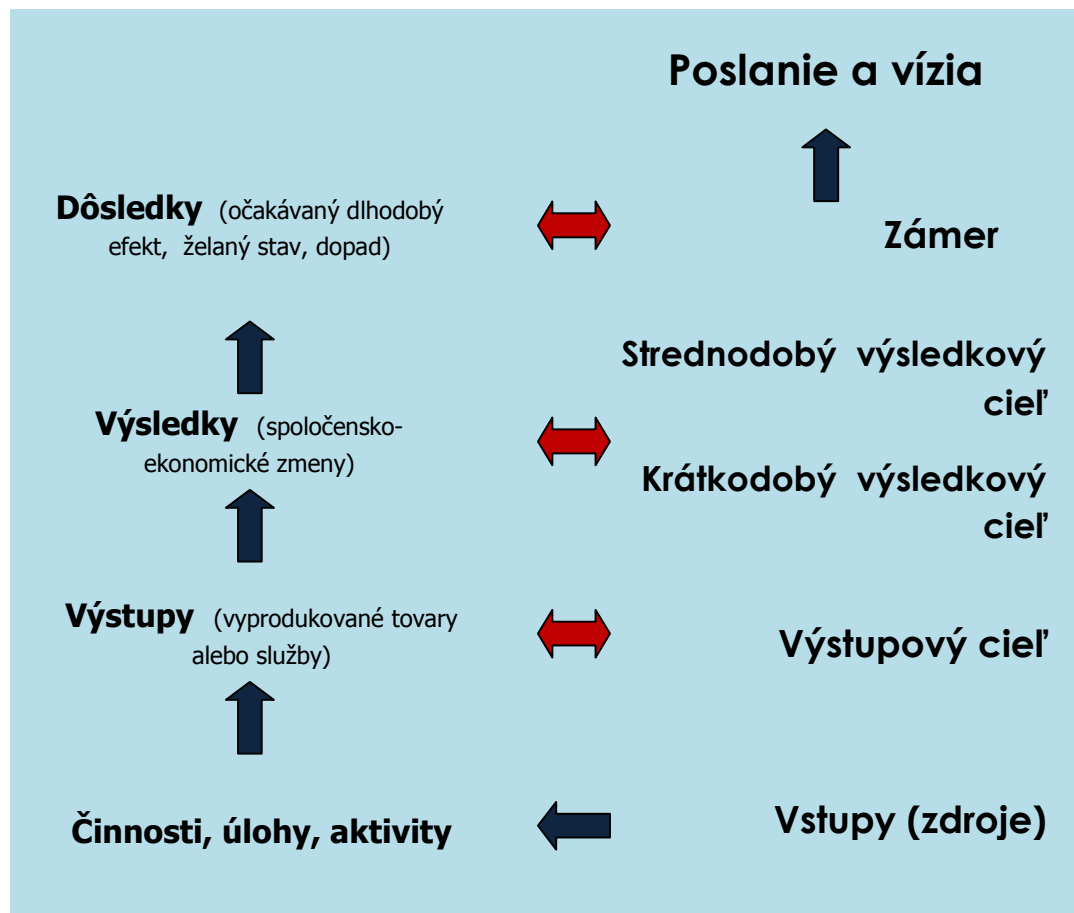 Poslanie a vízia
Dôsledky (očakávaný dlhodobý
efekt, želaný stav, dopad)
Zámer
Strednodobý výsledkový
cieľ
Výsledky (spoločensko-
ekonomické zmeny)
Krátkodobý výsledkový
cieľ
Výstupy (vyprodukované tovary
alebo služby)
Výstupový cieľ
Činnosti, úlohy, aktivity
Vstupy (zdroje)